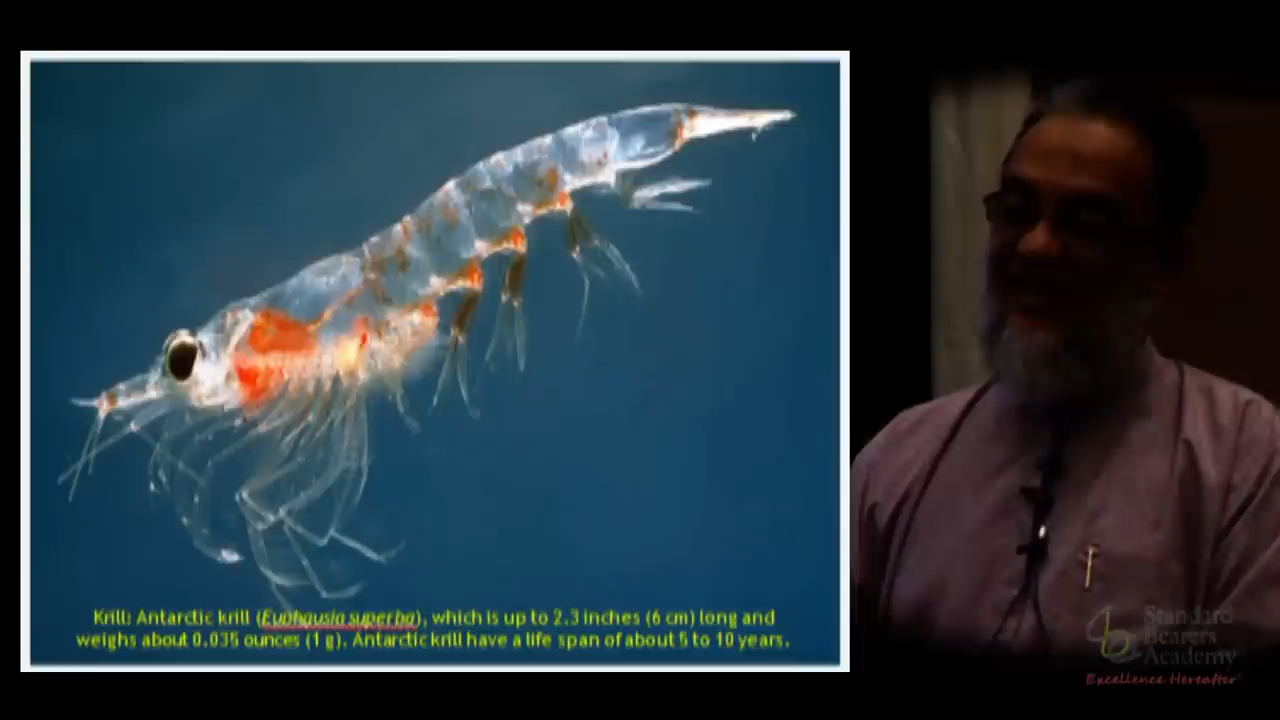 Krill: Antarctic krill (Euphausia superba), which is up to 2.3 inches (6 cm) long and
weighs about 0.035 ounces (1 g). Antarctic krill have a life span of about 5 to 10 years.
Standard
Bearers
Academy
Excellence Hereafter